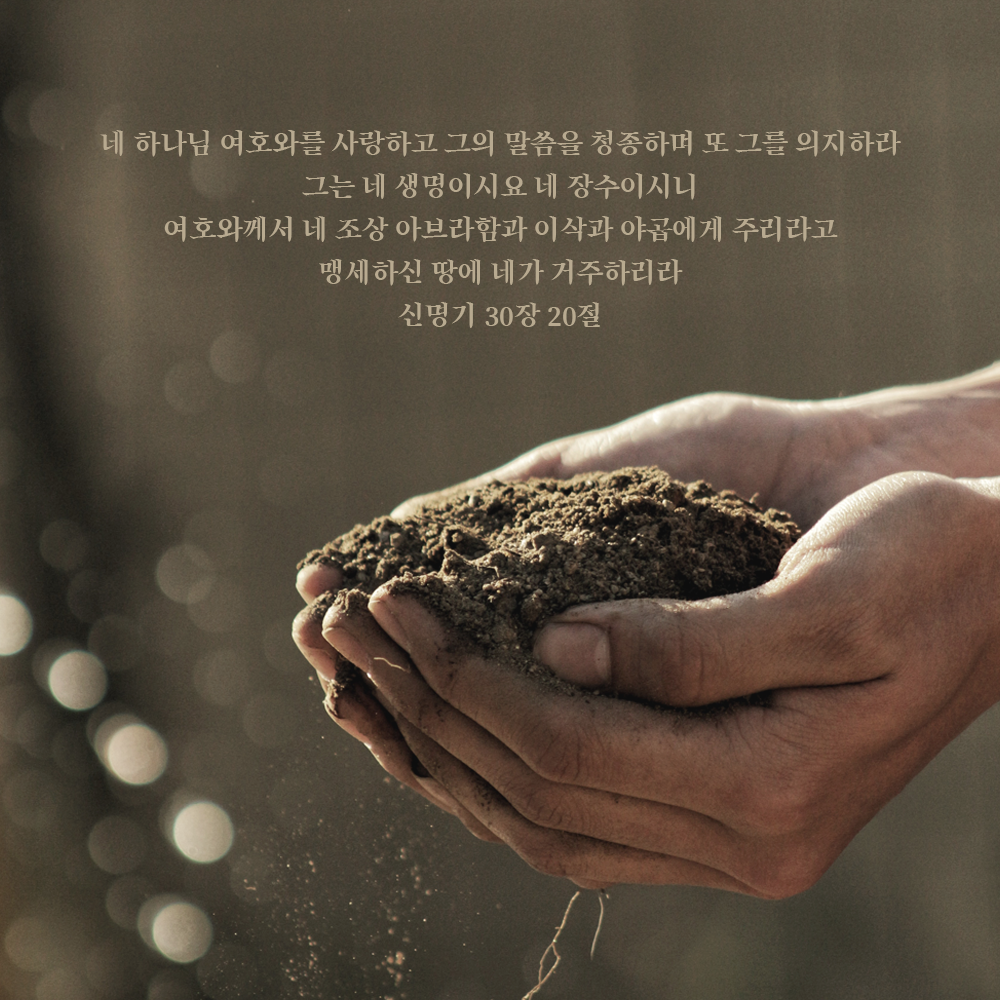 네 하나님 여호와를 사랑하고 그의 말씀을 청종하며 또 그를 의지하라
그는 네 생명이시요 네 장수이시니
여호와께서 네 조상 아브라함과 이삭과 야곱에게 주리라고
맹세하신 땅에 네가 거주하리라
신명기 30장 20절